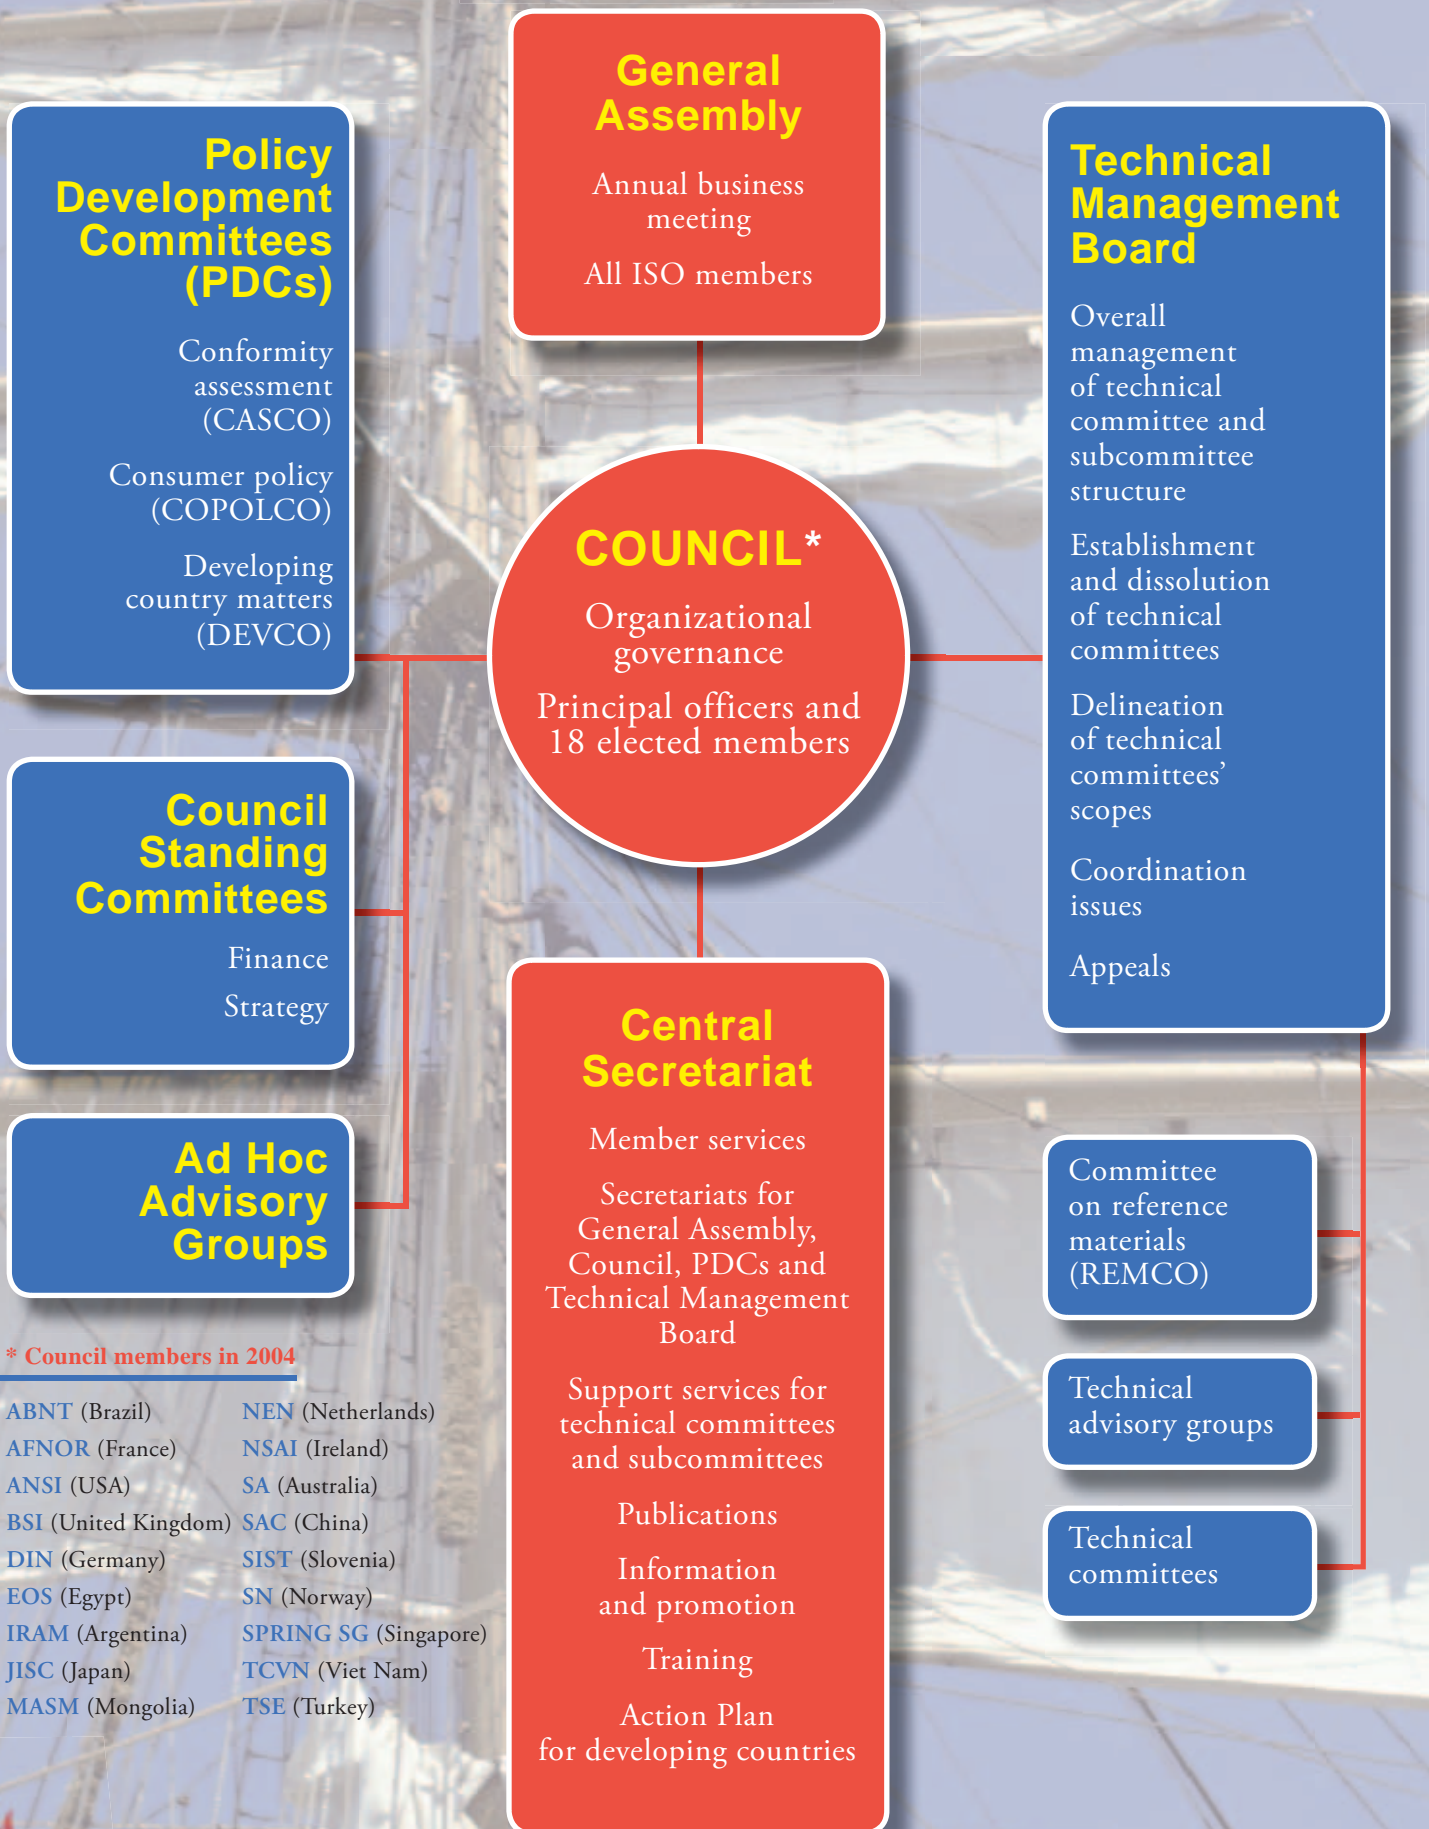 General
Assembly
Annual business
meeting
All ISO members
Policy
Development
Committees
(PDCs)
Conformity
assessment
(CASCO)
Consumer policy
(COPOLCO)
Developing
country matters
(DEVCO)
Technical
Management
Board
Overall
management
of technical
committee and
subcommittee
structure
Establishment
and dissolution
of technical
committees
Delineation
of technical
committees’
scopes
Coordination
issues
Appeals
COUNCIL*
Organizational
governance
Principal officers and
18 elected members
Council
Standing
Committees
Finance
Strategy
Ad Hoc
Advisory
Groups
Central
Secretariat
Member services
Secretariats for
General Assembly,
Council, PDCs and
Technical Management
Board
Support services for
technical committees
and subcommittees
Publications
Information
and promotion
Training
Action Plan
for developing countries
Committee
on reference
materials
(REMCO)
Technical
advisory groups
Technical
committees
* Council members in 2004
ABNT (Brazil)
AFNOR (France)
ANSI (USA)
BSI (United Kingdom)
DIN (Germany)
EOS (Egypt)
IRAM (Argentina)
JISC (Japan)
MASM (Mongolia)
NEN (Netherlands)
NSAI (Ireland)
SA (Australia)
SAC (China)
SIST (Slovenia)
SN (Norway)
SPRING SG (Singapore)
TCVN (Viet Nam)
TSE (Turkey)